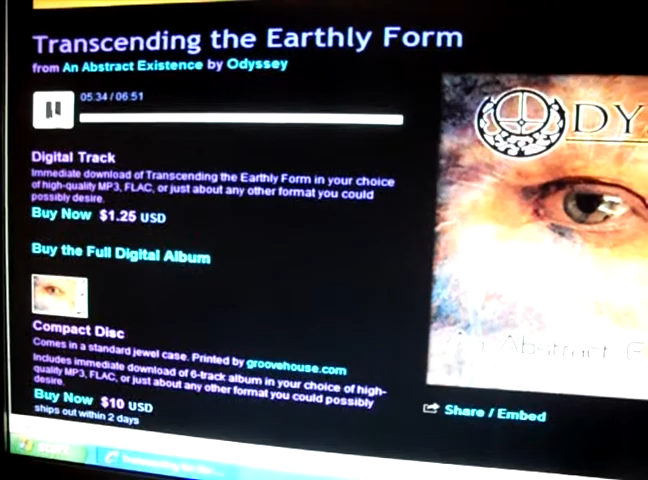 Transcending the Earthly Form
from An Abstract Existence by Odyssey
05:34 / 06:51
DY
Digital Track
Immediate download of Transcending the Earthly Form in your choice
of high-quality MP3, FLAC, or just about any other format you could
possibly desire.
Buy Now $1.25 USD
Buy the Full Digital Album
Compact Disc
Comes in a standard jewel case. Printed by groovehouse.com
Includes immediate download of 6-track album in your choice of high-
quality MP3, FLAC, or just about any other format you could possibly
desire.
Buy Now $10 USD
ships out within 2 days
An Abstract E
Share / Embed
start